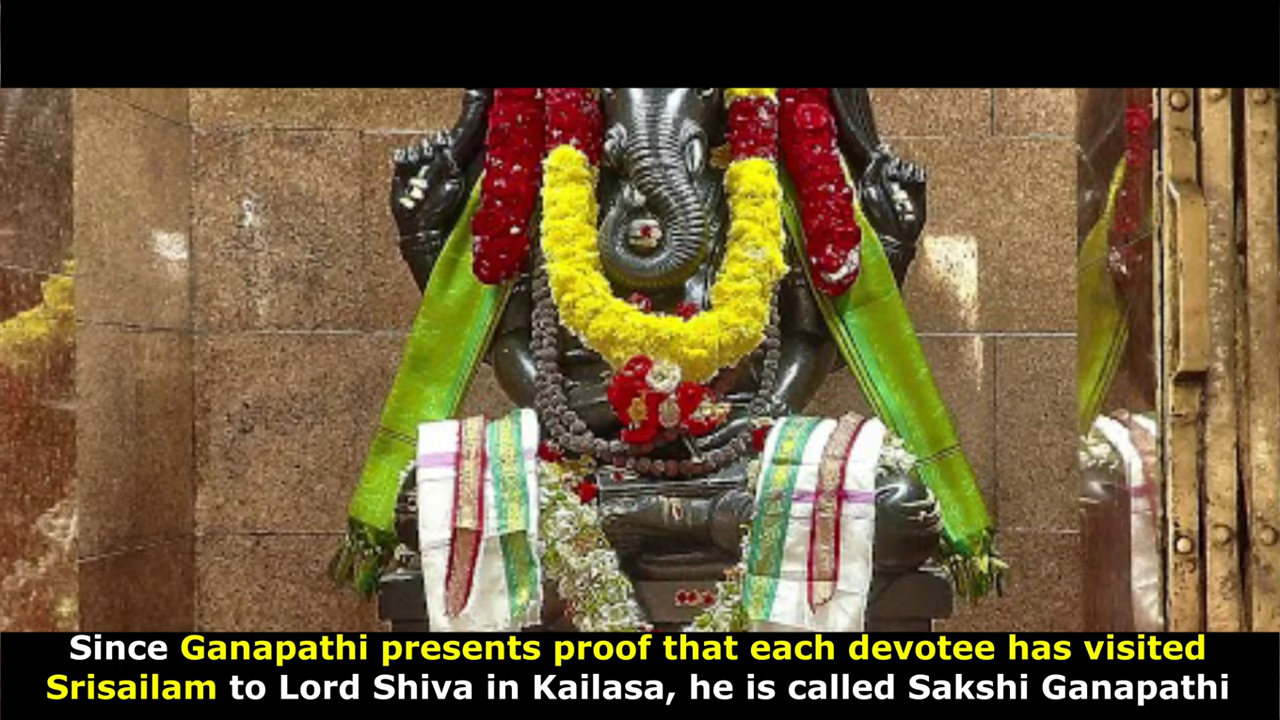 Since Ganapathi presents proof that each devotee has visited
Srisailam to Lord Shiva in Kailasa, he is called Sakshi Ganapathi